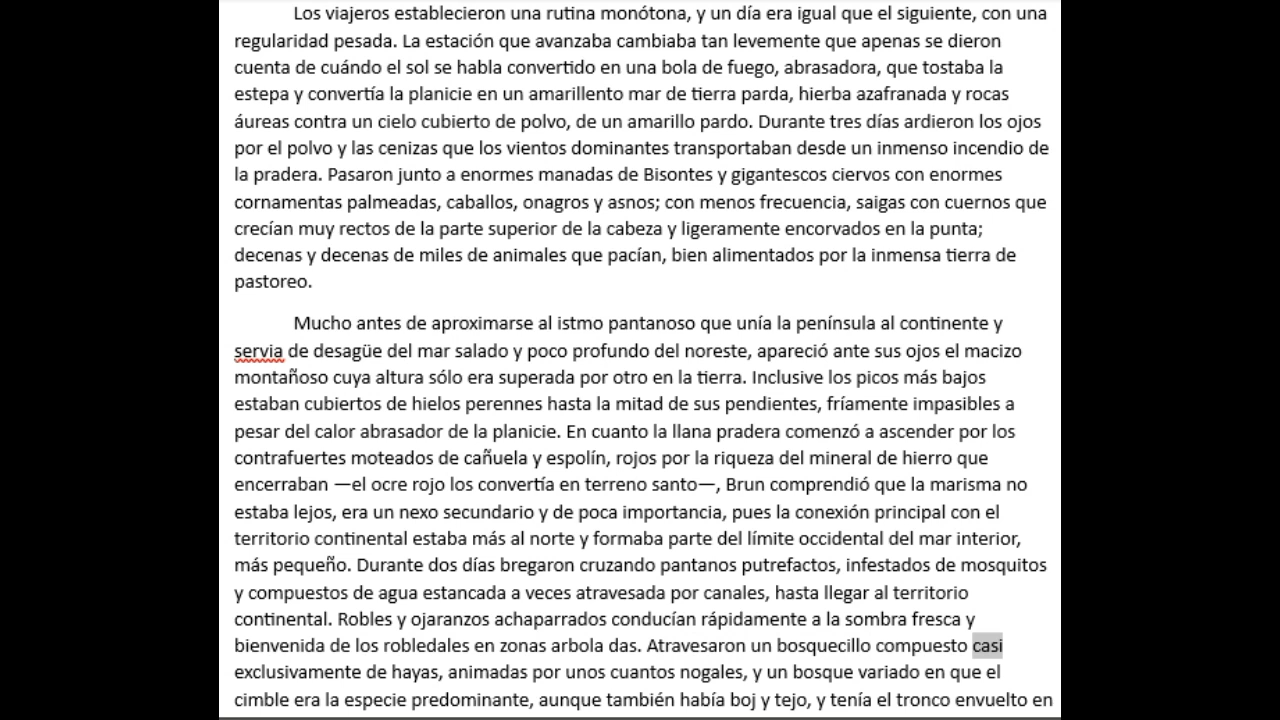 Los viajeros establecieron una rutina monótona, y un día era igual que el siguiente, con una
regularidad pesada. La estación que avanzaba cambiaba tan levemente que apenas se dieron
cuenta de cuándo el sol se habla convertido en una bola de fuego, abrasadora, que tostaba la
estepa y convertía la planicie en un amarillento mar de tierra parda, hierba azafranada y rocas
áureas contra un cielo cubierto de polvo, de un amarillo pardo. Durante tres días ardieron los ojos
por el polvo y las cenizas que los vientos dominantes transportaban desde un inmenso incendio de
la pradera. Pasaron junto a enormes manadas de Bisontes y gigantescos ciervos con enormes
cornamentas palmeadas, caballos, onagros y asnos; con menos frecuencia, saigas con cuernos que
crecían muy rectos de la parte superior de la cabeza y ligeramente encorvados en la punta;
decenas y decenas de miles de animales que pacían, bien alimentados por la inmensa tierra de
pastoreo.
Mucho antes de aproximarse al istmo pantanoso que unía la península al continente y
servia de desagüe del mar salado y poco profundo del noreste, apareció ante sus ojos el macizo
montañoso cuya altura sólo era superada por otro en la tierra. Inclusive los picos más bajos
estaban cubiertos de hielos perennes hasta la mitad de sus pendientes, fríamente impasibles a
pesar del calor abrasador de la planicie. En cuanto la llana pradera comenzó a ascender por los
contrafuertes moteados de cañuela y espolín, rojos por la riqueza del mineral de hierro que
encerraban —el ocre rojo los convertía en terreno santo—, Brun comprendió que la marisma no
estaba lejos, era un nexo secundario y de poca importancia, pues la conexión principal con el
territorio continental estaba más al norte y formaba parte del límite occidental del mar interior,
más pequeño. Durante dos días bregaron cruzando pantanos putrefactos, infestados de mosquitos
y compuestos de agua estancada a veces atravesada por canales, hasta llegar al territorio
continental. Robles y ojaranzos achaparrados conducían rápidamente a la sombra fresca y
bienvenida de los robledales en zonas arbola das. Atravesaron un bosquecillo compuesto casi
exclusivamente de hayas, animadas por unos cuantos nogales, y un bosque variado en que el
cimble era la especie predominante, aunque también había boj y tejo, y tenía el tronco envuelto en